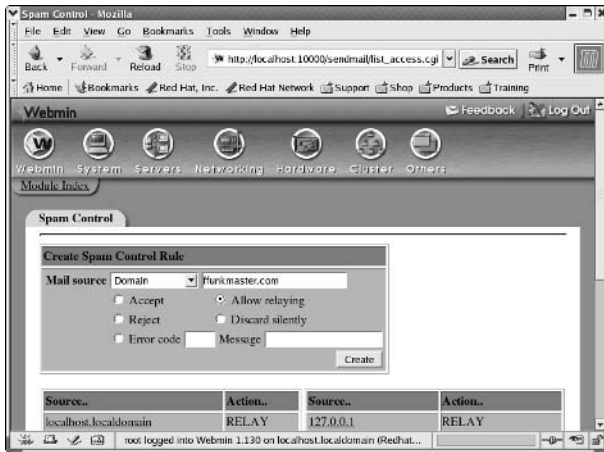 Spam Control - Mozilla
File Edit View Go Bookmarks Tools Window Help
Back Forward Reload Stop http://localhost:10000/sendmail/list_access.cgi Search Print
Home Bookmarks Red Hat, Inc. Red Hat Network Support Shop Products Training
Webmin Feedback Log Out
Webmin System Servers Networking Hardware Cluster Others
Module Index
Spam Control
Create Spam Control Rule
Mail source Domain ffunkmaster.com
Accept Allow relaying
Reject Discard silently
Error code Message
Create
Source.. Action.. Source.. Action..
localhost.localdomain RELAY 127.0.0.1 RELAY
root logged into Webmin 1.130 on localhost.localdomain (Redhat...